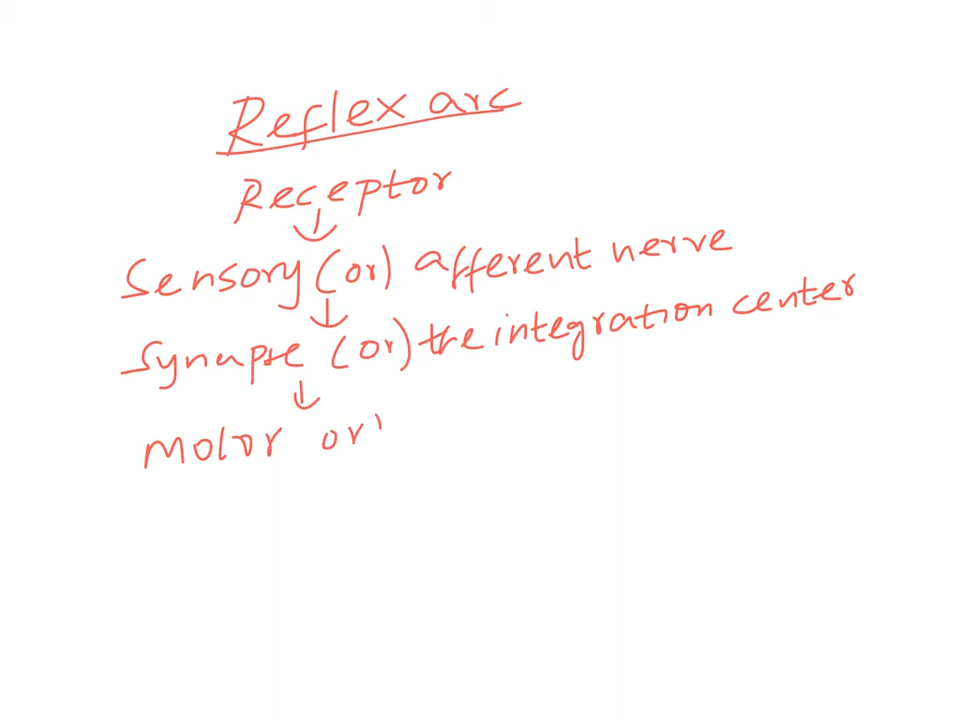 Reflex arc
Receptor
↓
Sensory (or) afferent nerve
↓
Synapse (or) the integration center
↓
Motor or